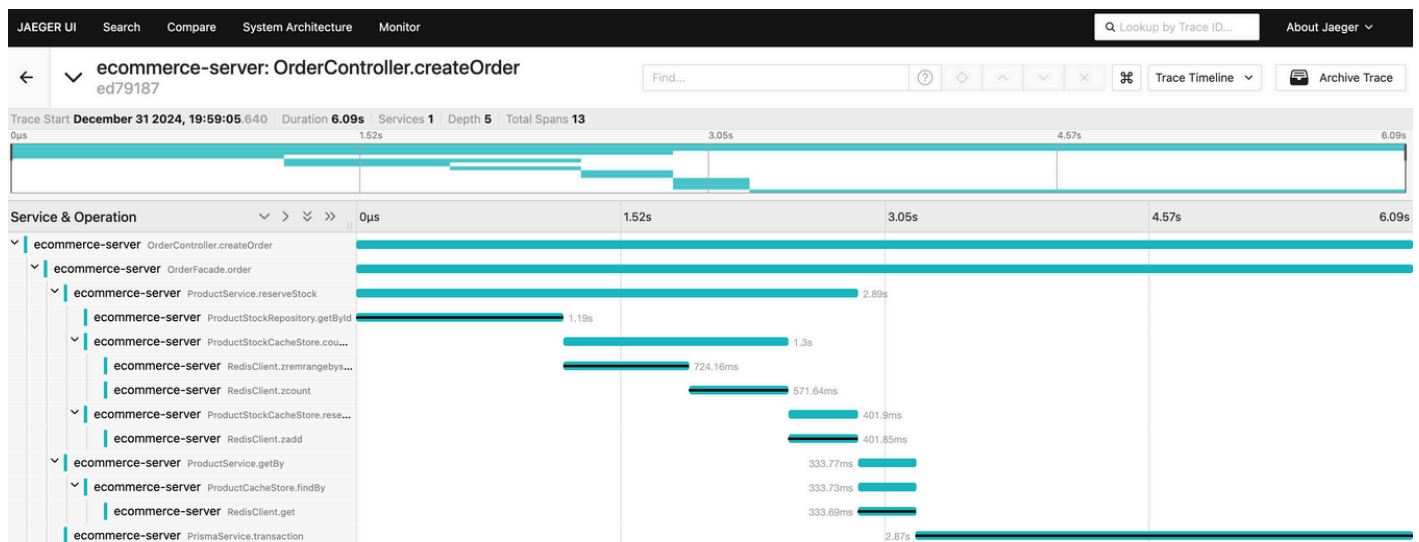 JAEGER UI Search Compare System Architecture Monitor Lookup by Trace ID... About Jaeger
ecommerce-server: OrderController.createOrder
ed79187
Find... ? ⌘ Trace Timeline Archive Trace
Trace Start December 31 2024, 19:59:05.640 Duration 6.09s Services 1 Depth 5 Total Spans 13
0μs 1.52s 3.05s 4.57s 6.09s
Service & Operation 0μs 1.52s 3.05s 4.57s 6.09s
ecommerce-server OrderController.createOrder
ecommerce-server OrderFacade.order
ecommerce-server ProductService.reserveStock 2.89s
ecommerce-server ProductStockRepository.getById 1.19s
ecommerce-server ProductStockCacheStore.cou... 1.3s
ecommerce-server RedisClient.zremrangebys... 724.16ms
ecommerce-server RedisClient.zcount 571.64ms
ecommerce-server ProductStockCacheStore.rese... 401.9ms
ecommerce-server RedisClient.zadd 401.85ms
ecommerce-server ProductService.getBy 333.77ms
ecommerce-server ProductCacheStore.findBy 333.73ms
ecommerce-server RedisClient.get 333.69ms
ecommerce-server PrismaService.transaction 2.87s